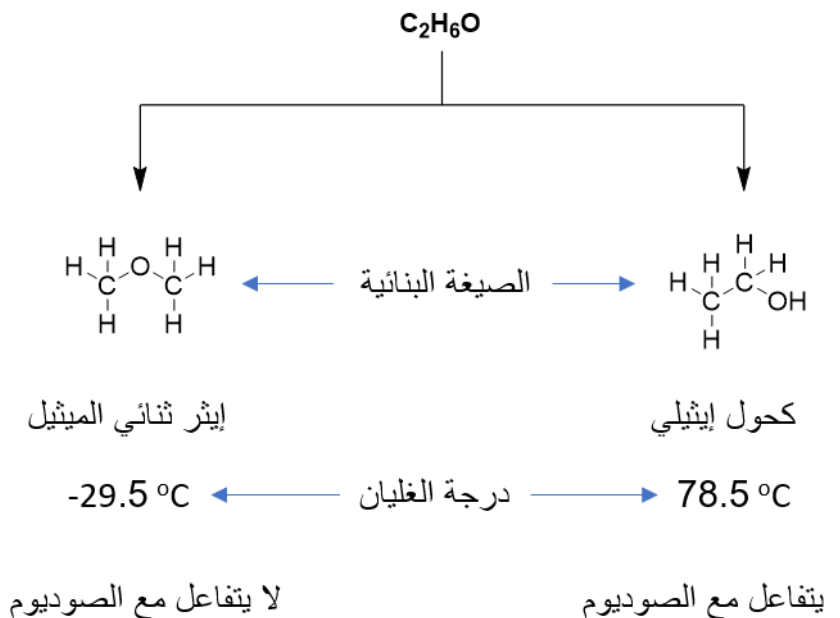 C₂H₆O
H H O H H C C H H
الصيغة البنائية
H H H H C C OH H
إيثر ثنائي الميثيل
كحول إيثيلي
-29.5 ºC
درجة الغليان
78.5 ºC
لا يتفاعل مع الصوديوم
يتفاعل مع الصوديوم